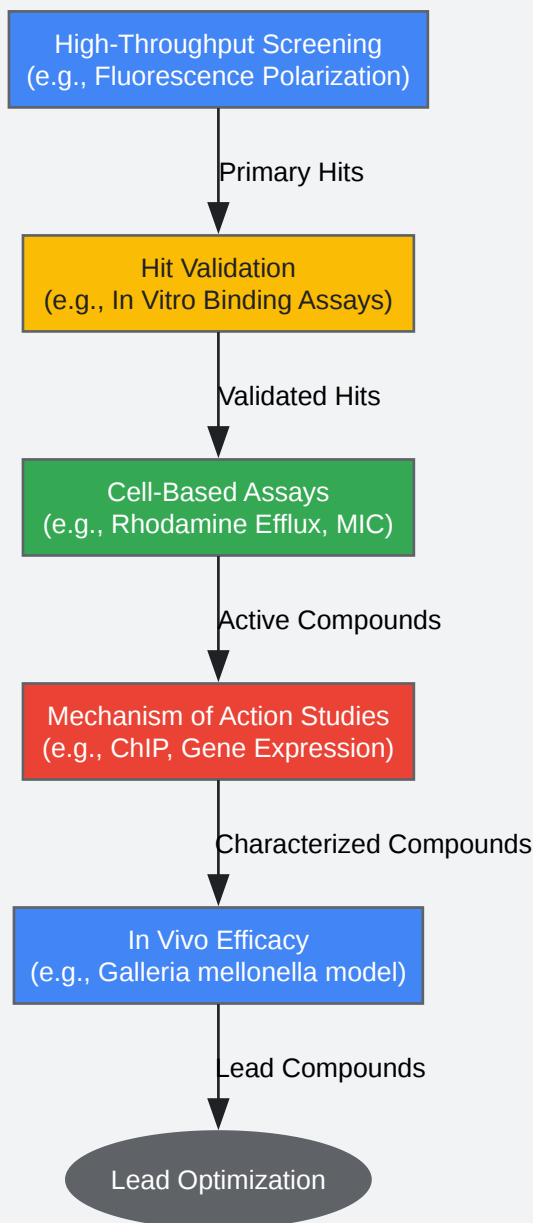 High-Throughput Screening
(e.g., Fluorescence Polarization)
Primary Hits
Hit Validation
(e.g., In Vitro Binding Assays)
Validated Hits
Cell-Based Assays
(e.g., Rhodamine Efflux, MIC)
Active Compounds
Mechanism of Action Studies
(e.g., ChIP, Gene Expression)
Characterized Compounds
In Vivo Efficacy
(e.g., Galleria mellonella model)
Lead Compounds
Lead Optimization